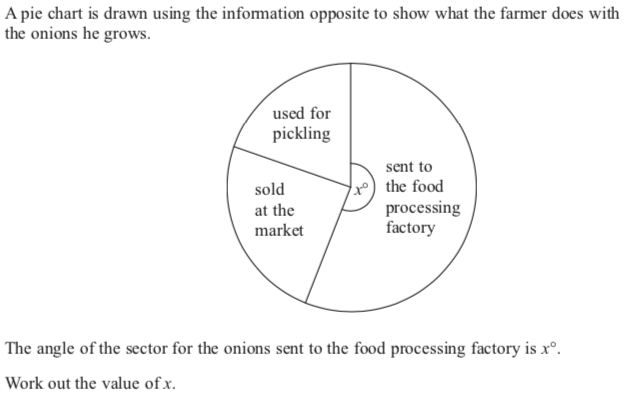 A pie chart is drawn using the information opposite to show what the farmer does with
the onions he grows.
used for
pickling
sold
at the
market
x°
sent to
the food
processing
factory
The angle of the sector for the onions sent to the food processing factory is x°.
Work out the value of x.